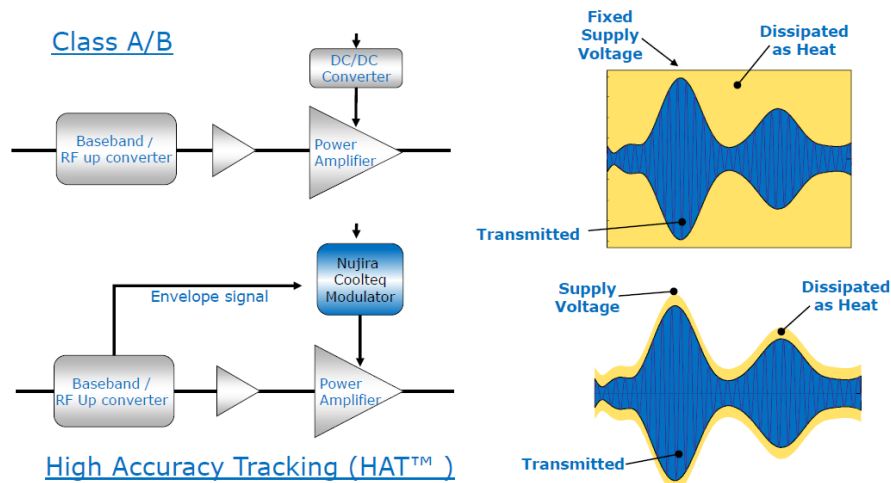 Class A/B
DC/DC
Converter
Baseband /
RF up converter
Power
Amplifier
Fixed
Supply
Voltage
Dissipated
as Heat
Transmitted
Nujira
Coolteq
Modulator
Envelope signal
Baseband /
RF Up converter
Power
Amplifier
Supply
Voltage
Dissipated
as Heat
Transmitted
High Accuracy Tracking (HAT™ )